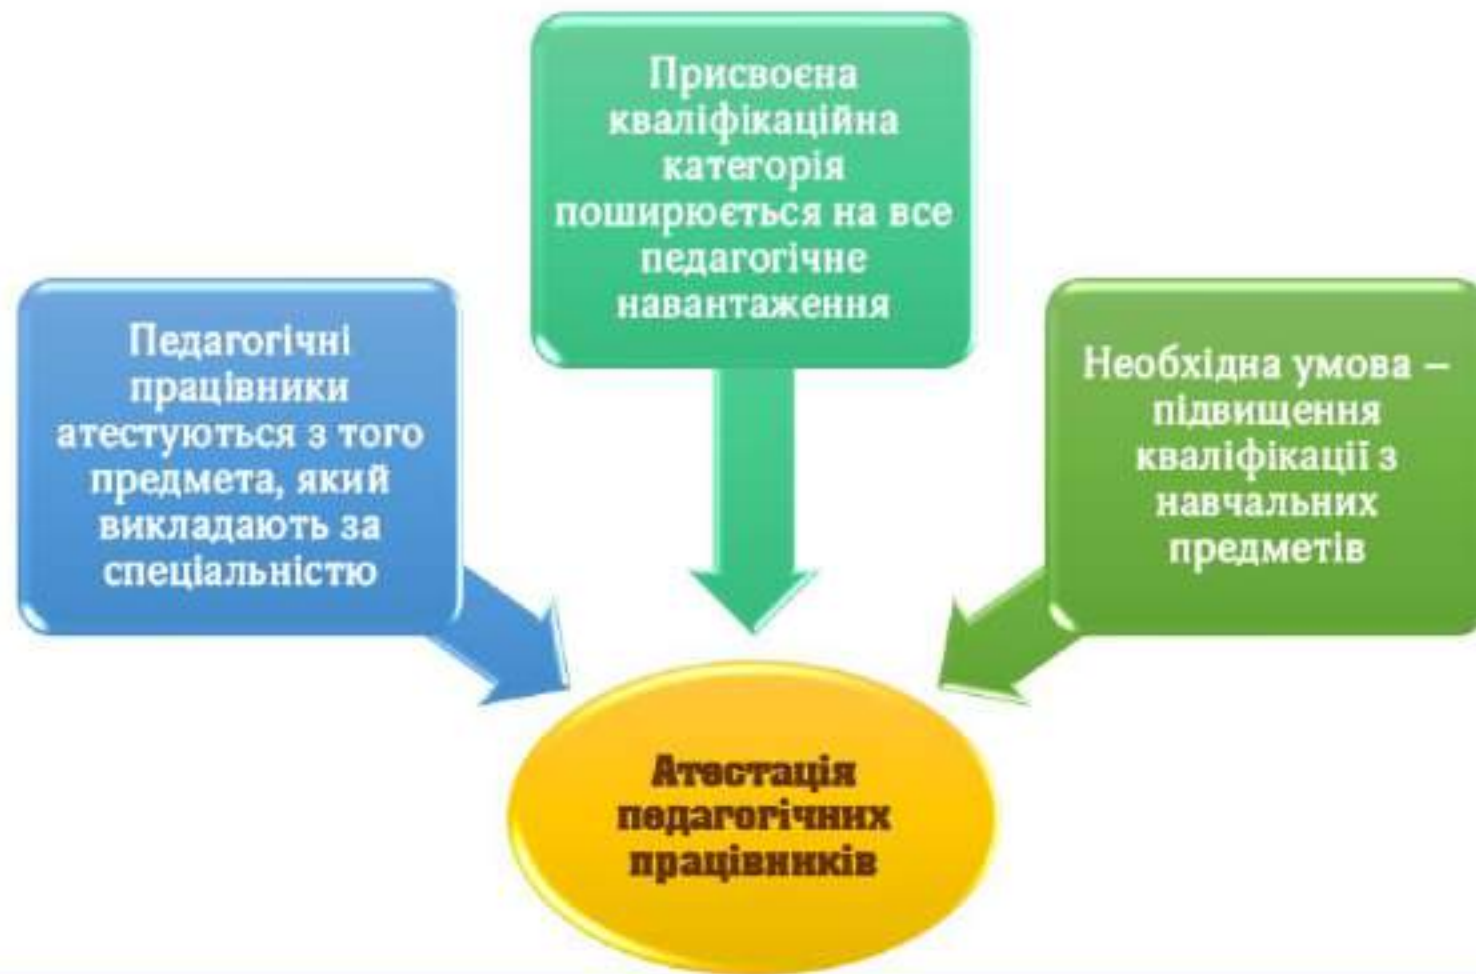 Присвоєна
кваліфікаційна
категорія
поширюється на все
педагогічне
навантаження
Педагогічні
працівники
атестуються з того
предмета, який
викладають за
спеціальністю
Необхідна умова –
підвищення
кваліфікації з
навчальних
предметів
Атестація
педагогічних
працівників